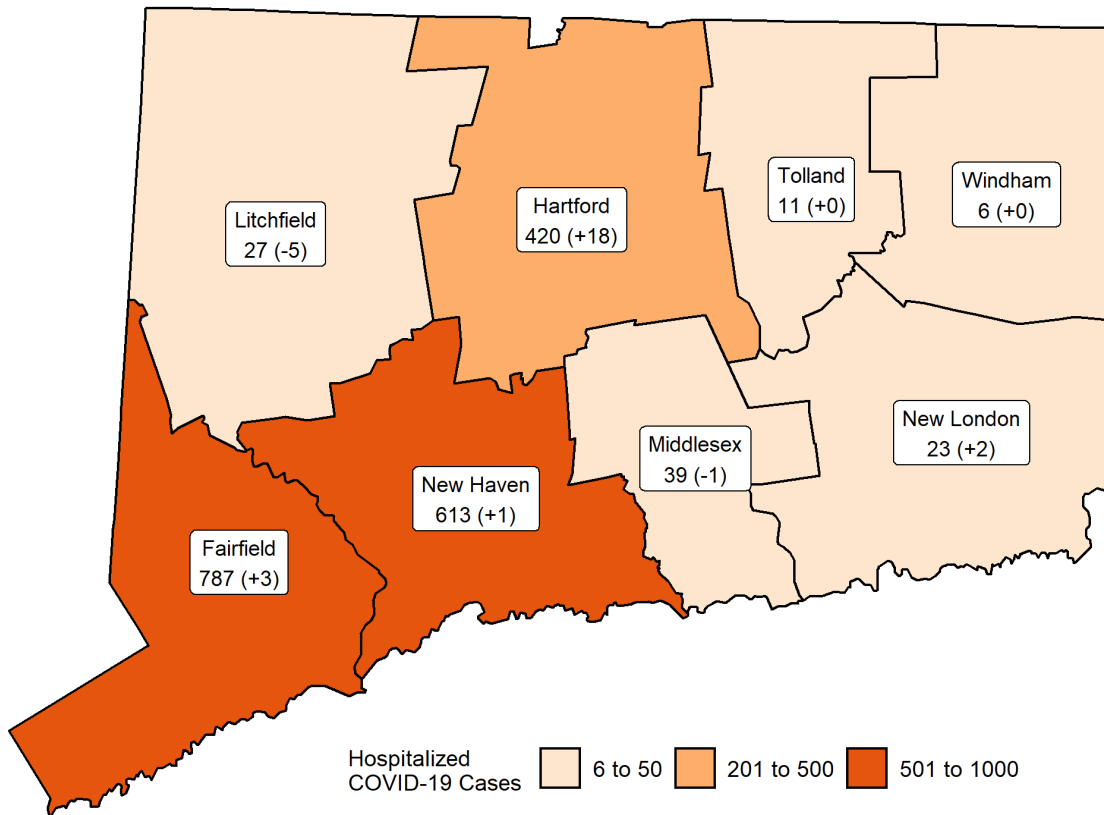 Tolland
11 (+0)
Windham
6 (+0)
Hartford
420 (+18)
Litchfield
27 (-5)
New London
23 (+2)
Middlesex
39 (-1)
New Haven
613 (+1)
Fairfield
787 (+3)
Hospitalized
COVID-19 Cases
6 to 50
201 to 500
501 to 1000